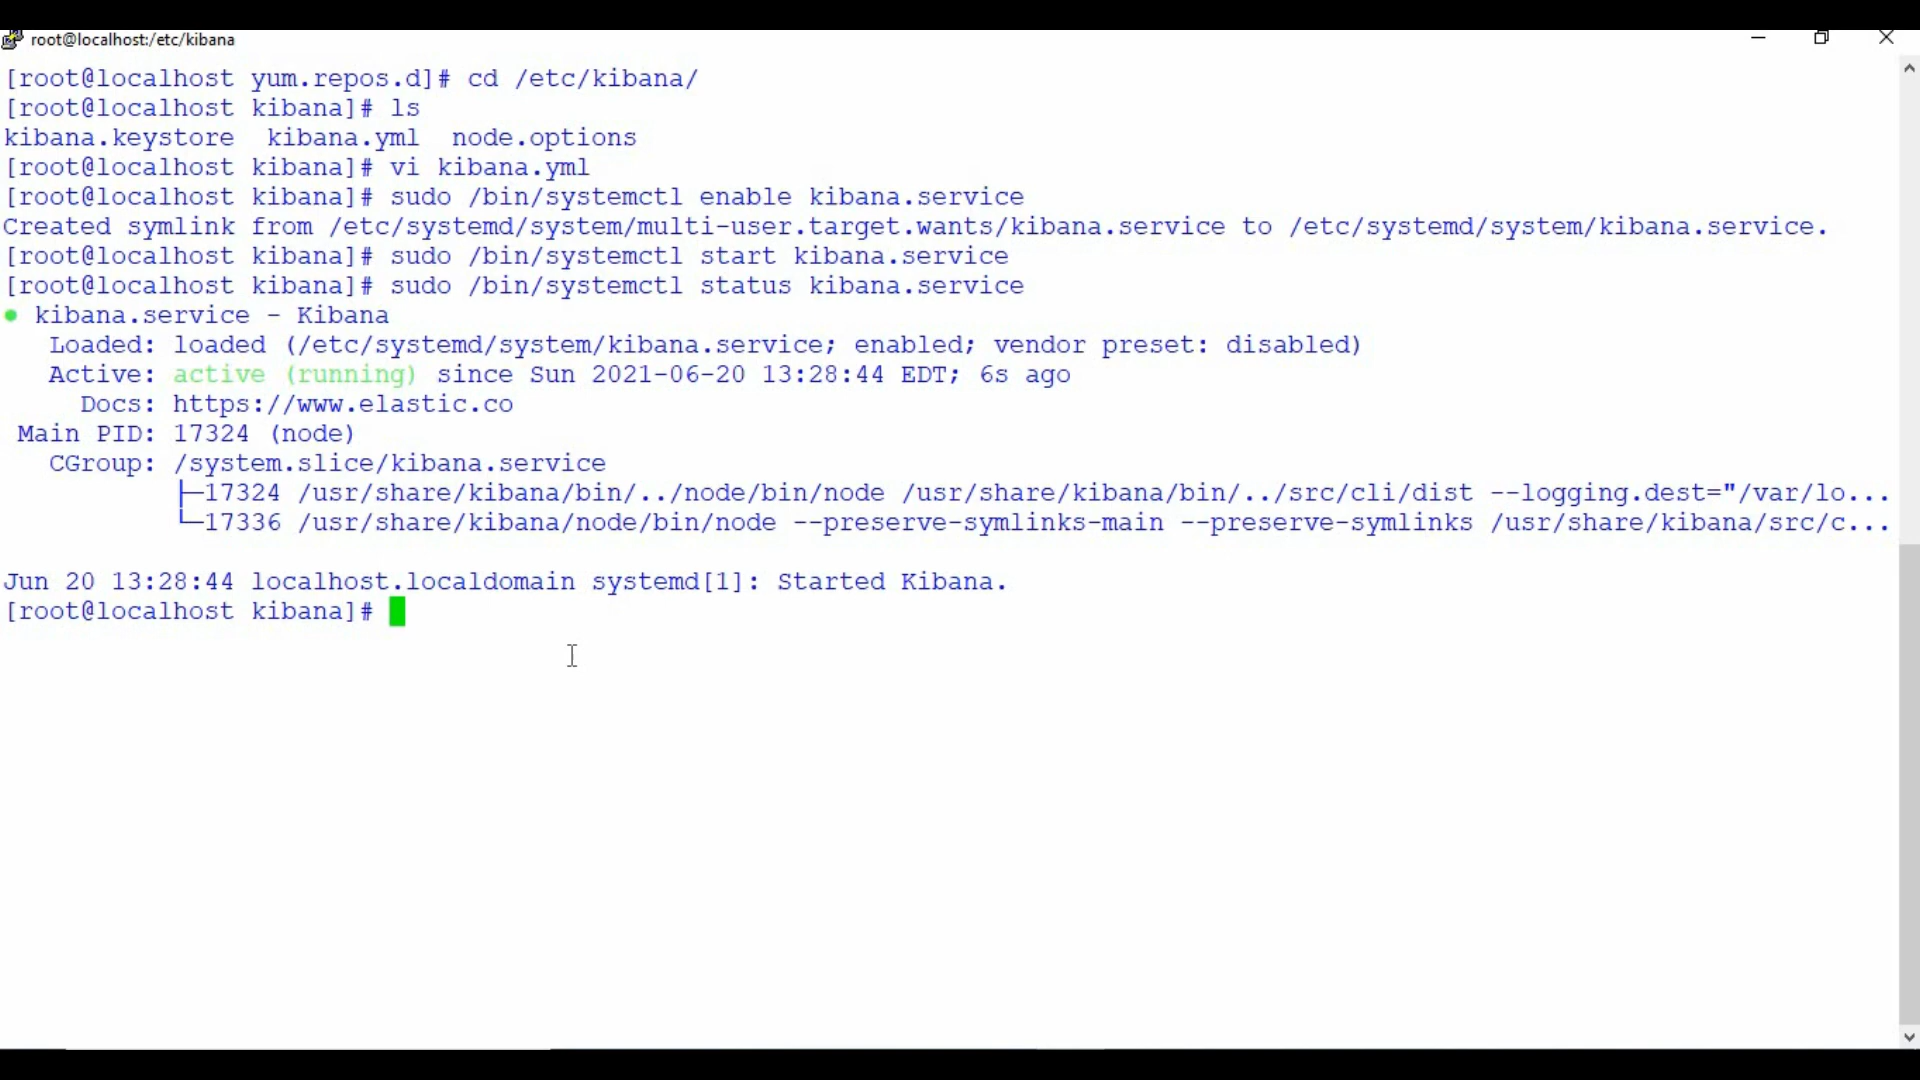 root@localhost:/etc/kibana
[root@localhost yum.repos.d]# cd /etc/kibana/
[root@localhost kibana]# ls
kibana.keystore  kibana.yml  node.options
[root@localhost kibana]# vi kibana.yml
[root@localhost kibana]# sudo /bin/systemctl enable kibana.service
Created symlink from /etc/systemd/system/multi-user.target.wants/kibana.service to /etc/systemd/system/kibana.service.
[root@localhost kibana]# sudo /bin/systemctl start kibana.service
[root@localhost kibana]# sudo /bin/systemctl status kibana.service
● kibana.service - Kibana
   Loaded: loaded (/etc/systemd/system/kibana.service; enabled; vendor preset: disabled)
   Active: active (running) since Sun 2021-06-20 13:28:44 EDT; 6s ago
     Docs: https://www.elastic.co
 Main PID: 17324 (node)
   CGroup: /system.slice/kibana.service
           ├─17324 /usr/share/kibana/bin/../node/bin/node /usr/share/kibana/bin/../src/cli/dist --logging.dest="/var/lo...
           └─17336 /usr/share/kibana/node/bin/node --preserve-symlinks-main --preserve-symlinks /usr/share/kibana/src/c...
Jun 20 13:28:44 localhost.localdomain systemd[1]: Started Kibana.
[root@localhost kibana]#